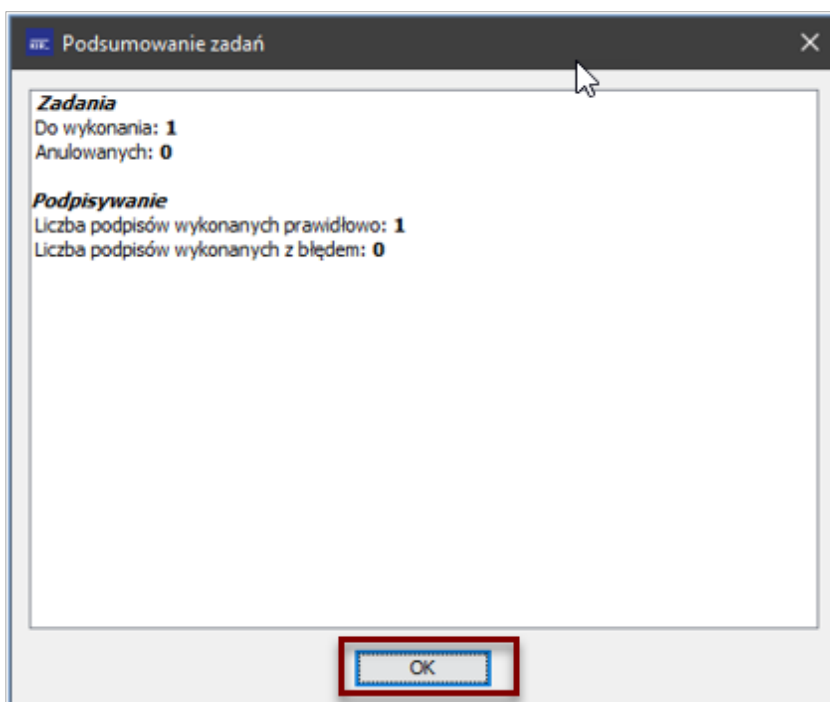 Podsumowanie zadań
Zadania
Do wykonania: 1
Anulowanych: 0
Podpisywanie
Liczba podpisów wykonanych prawidłowo: 1
Liczba podpisów wykonanych z błędem: 0
OK